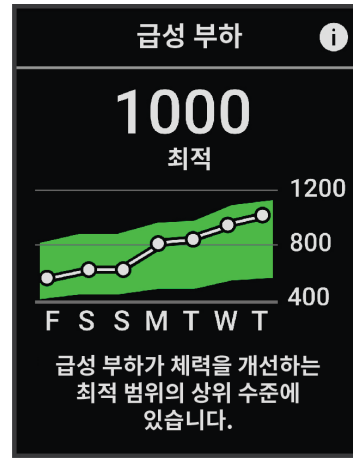 급성 부하
i
1000
최적
1200
800
400
F S S M T W T
급성 부하가 체력을 개선하는
최적 범위의 상위 수준에
있습니다.